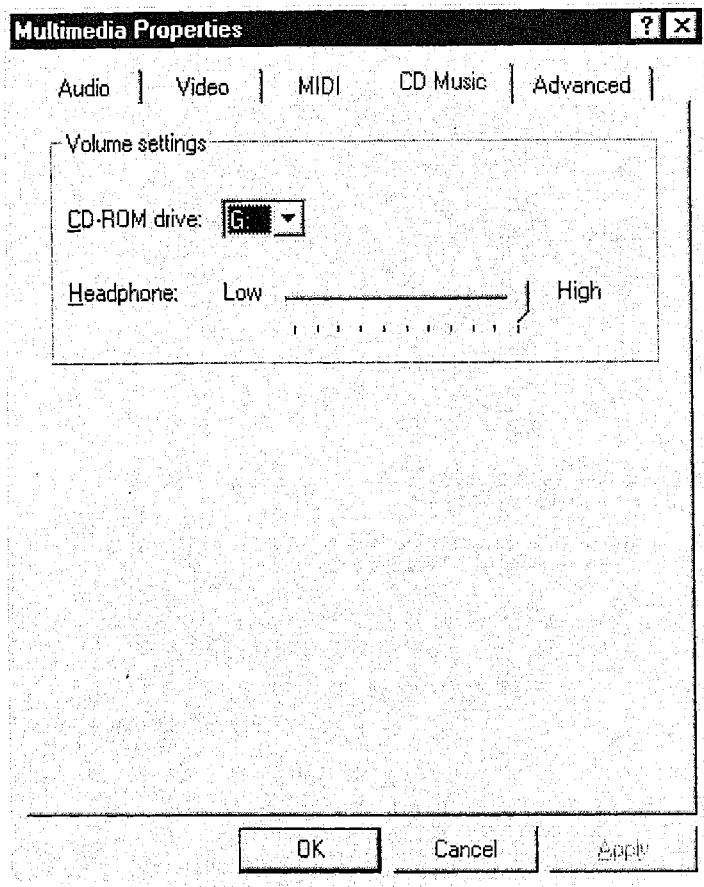 Multimedia Properties
Audio Video MIDI CD Music Advanced
Volume settings
CD-ROM drive: G:
Headphone: Low High
OK Cancel Apply